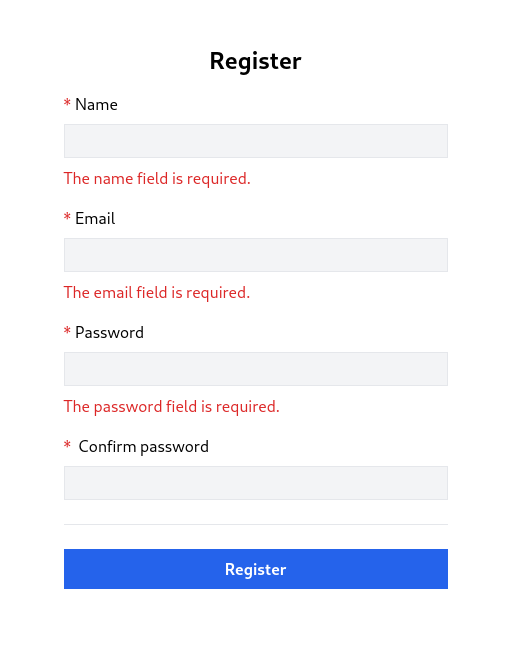 Register
* Name
The name field is required.
* Email
The email field is required.
* Password
The password field is required.
* Confirm password
Register